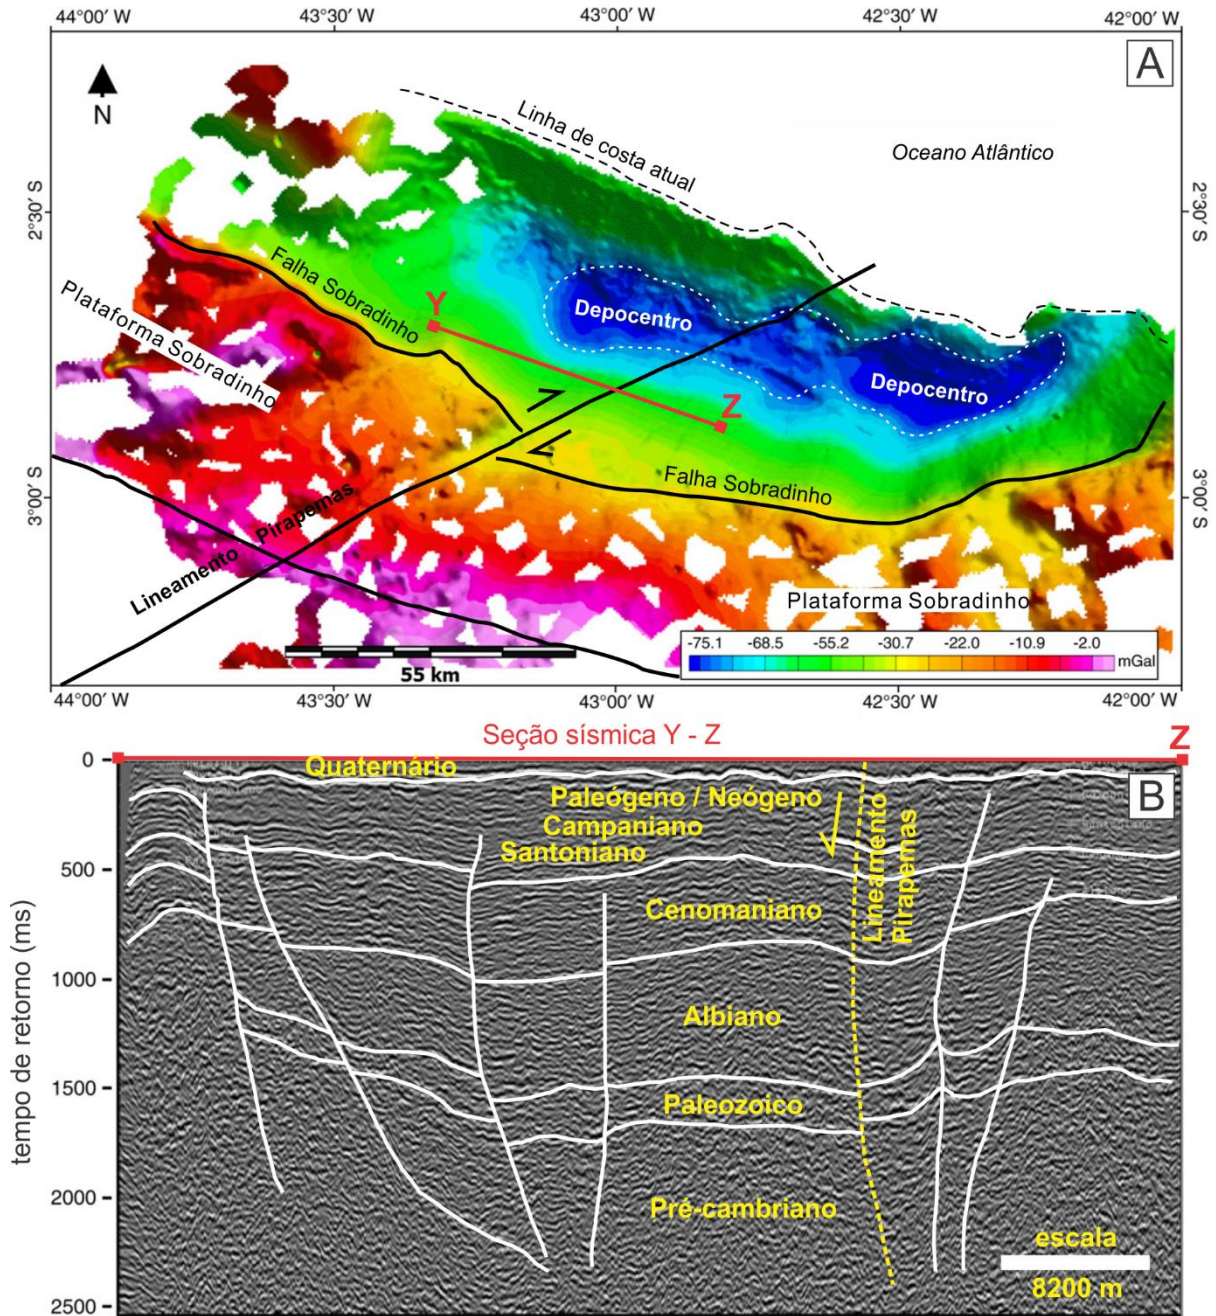 44°00' W 43°30' W 43°00' W 42°30' W 42°00' W
A
N
Linha de costa atual
Oceano Atlântico
2°30' S
2°30' S
Falha Sobradinho
Y
Depocentro
Plataforma Sobradinho
Depocentro
Z
3°00' S
3°00' S
Falha Sobradinho
Lineamento Pirapemas
Plataforma Sobradinho
-75.1 -68.5 -55.2 -30.7 -22.0 -10.9 -2.0
mGal
55 km
44°00' W 43°30' W 43°00' W 42°30' W 42°00' W
Seção sísmica Y - Z
Z
0
Quaternário
B
Paleógeno / Neógeno
Campaniano
Santoniano
500
Lineamento
Pirapemas
Cenomaniano
tempo de retorno (ms)
1000
Albiano
1500
Paleozoico
2000
Pré-cambriano
escala
8200 m
2500